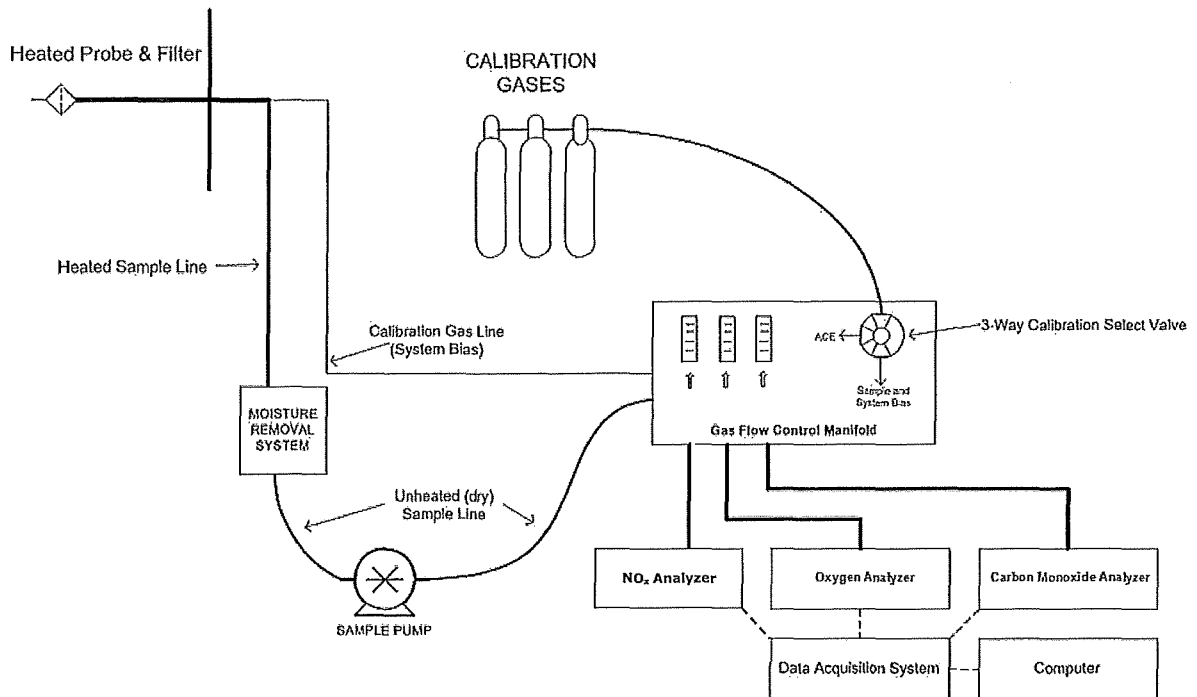 Heated Probe & Filter
CALIBRATION
GASES
Heated Sample Line
Calibration Gas Line
(System Bias)
3-Way Calibration Select Valve
ACE
Sample and
System Bias
Gas Flow Control Manifold
MOISTURE
REMOVAL
SYSTEM
Unheated (dry)
Sample Line
SAMPLE PUMP
NOx Analyzer
Oxygen Analyzer
Carbon Monoxide Analyzer
Data Acquisition System
Computer